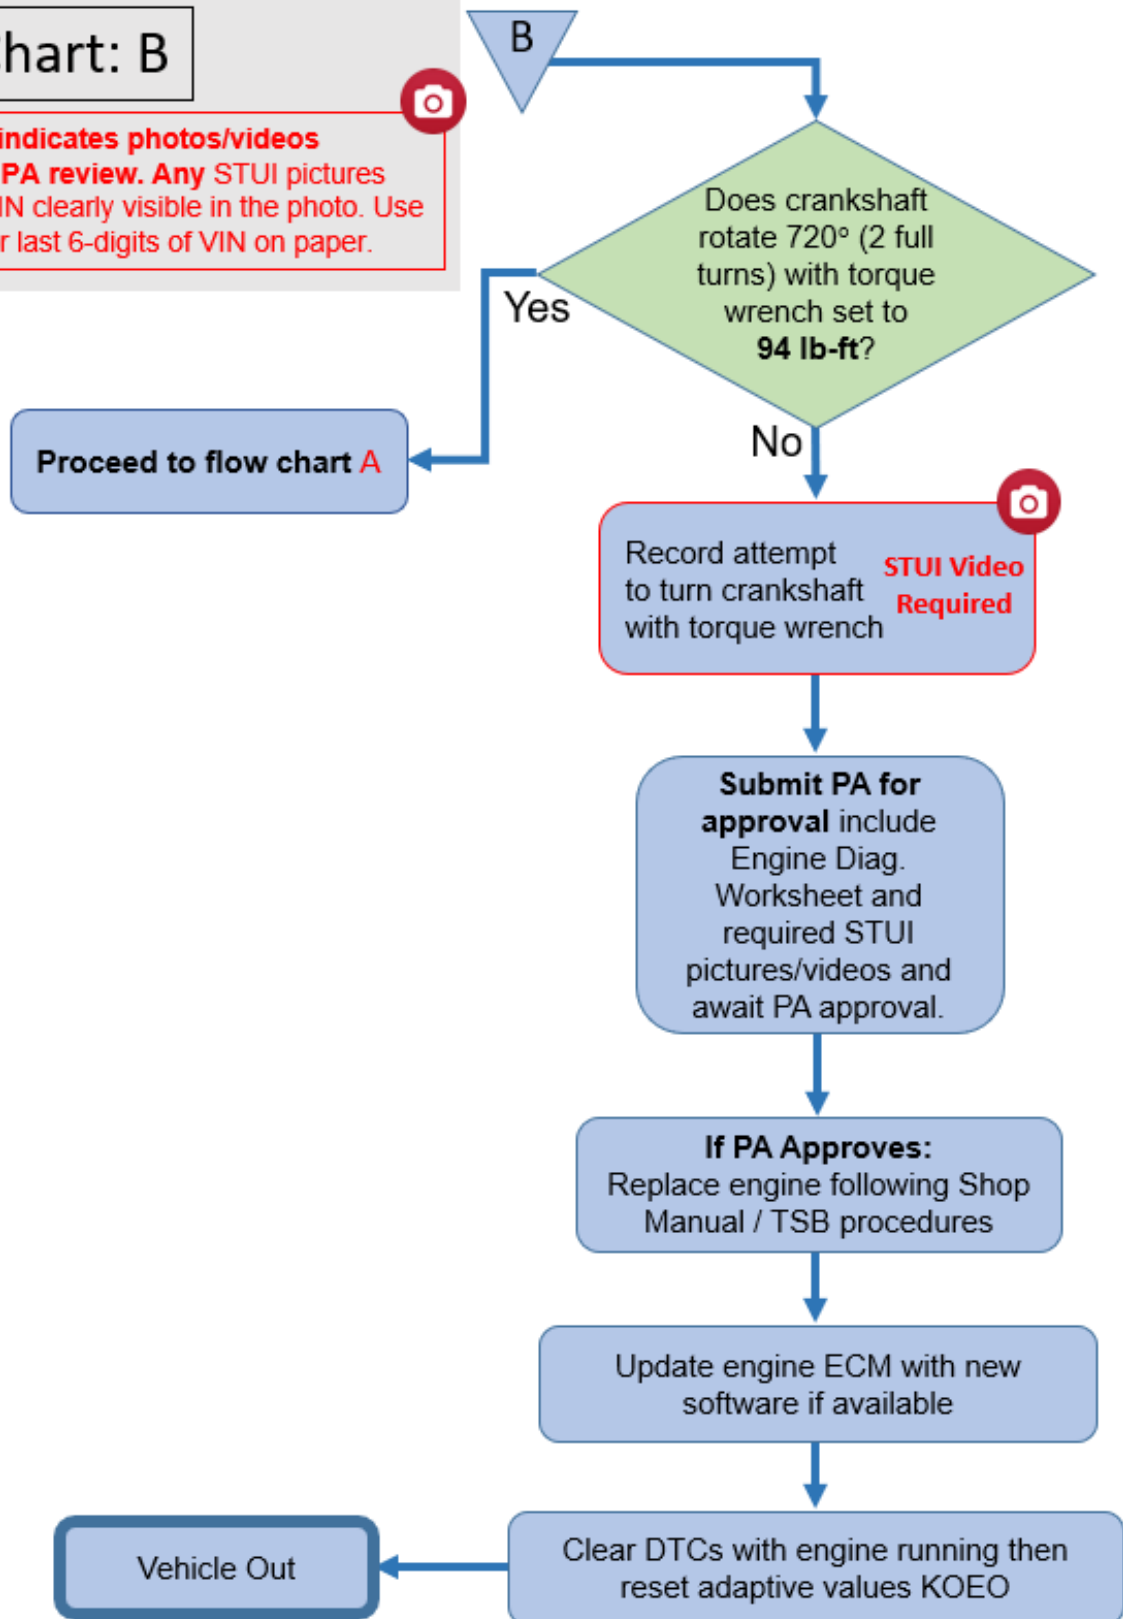 hart: B
indicates photos/videos
PA review. Any STUI pictures
IN clearly visible in the photo. Use
r last 6-digits of VIN on paper.
B
Does crankshaft
rotate 720° (2 full
turns) with torque
wrench set to
94 lb-ft?
Yes
No
Proceed to flow chart A
Record attempt
to turn crankshaft
with torque wrench
STUI Video
Required
Submit PA for
approval include
Engine Diag.
Worksheet and
required STUI
pictures/videos and
await PA approval.
If PA Approves:
Replace engine following Shop
Manual / TSB procedures
Update engine ECM with new
software if available
Clear DTCs with engine running then
reset adaptive values KOEO
Vehicle Out